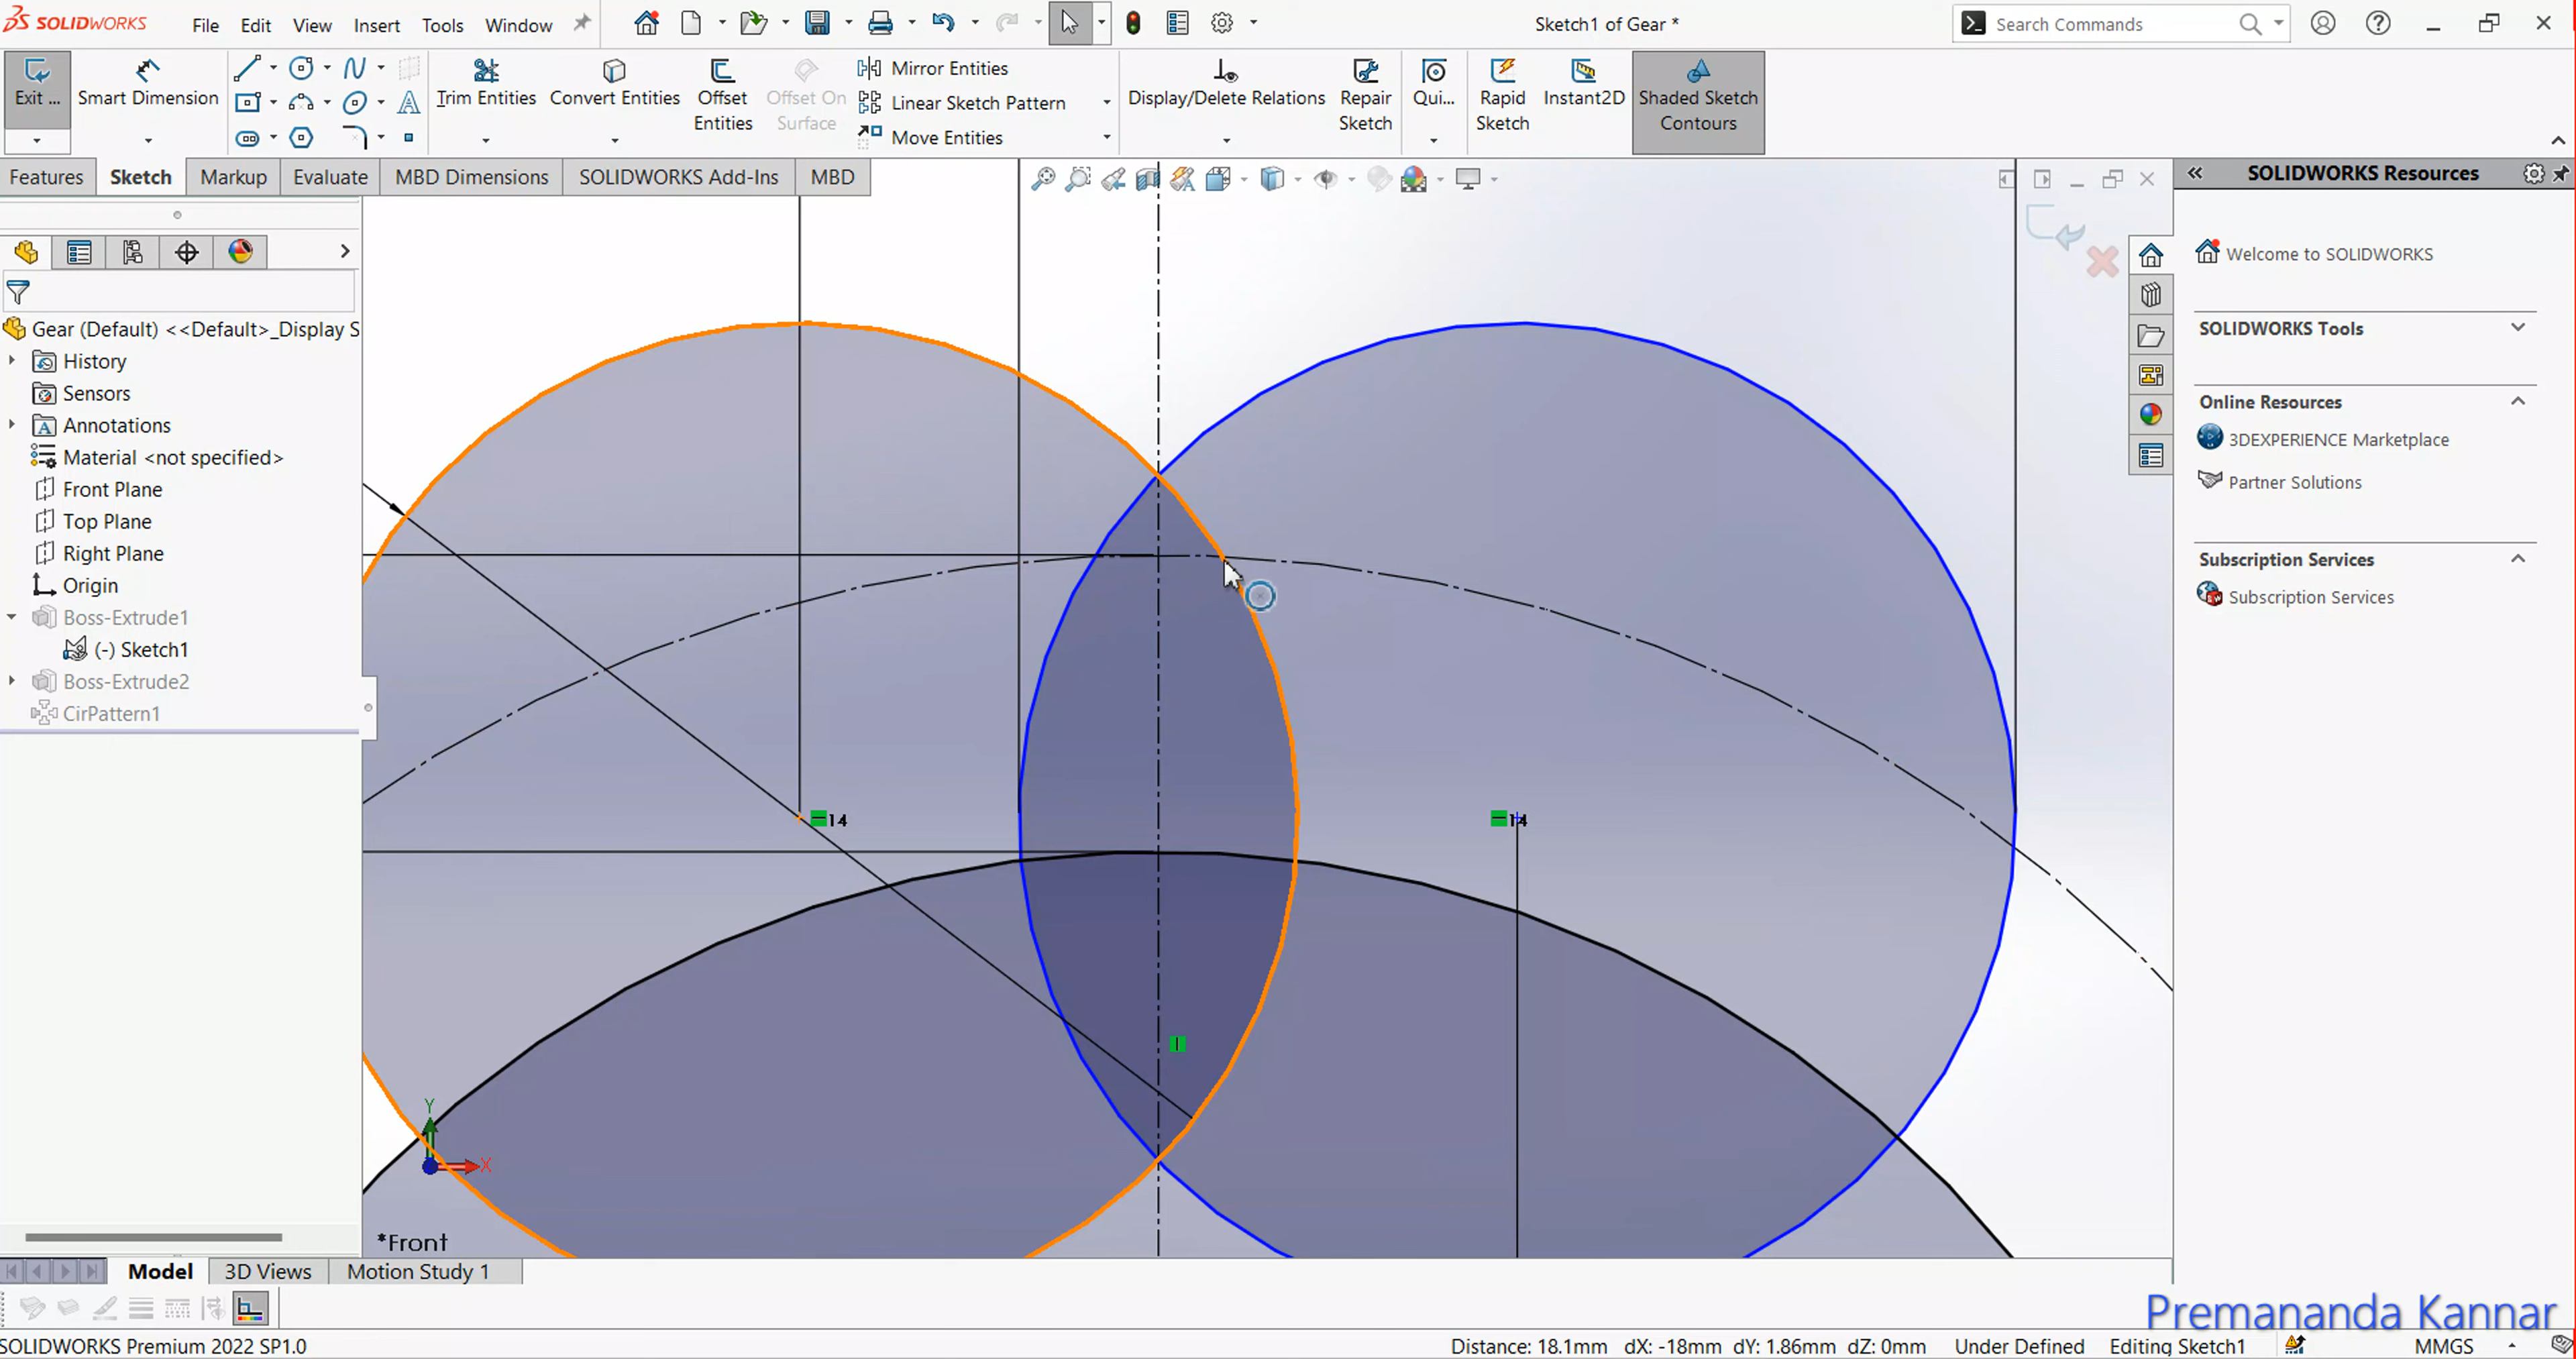 SOLIDWORKS File Edit View Insert Tools Window Sketch1 of Gear * Search Commands
Exit ... Smart Dimension Trim Entities Convert Entities Offset Entities Offset On Surface Mirror Entities Linear Sketch Pattern Move Entities Display/Delete Relations Repair Sketch Qui... Rapid Sketch Instant2D Shaded Sketch Contours
Features Sketch Markup Evaluate MBD Dimensions SOLIDWORKS Add-Ins MBD
SOLIDWORKS Resources
Welcome to SOLIDWORKS
SOLIDWORKS Tools
Online Resources
3DEXPERIENCE Marketplace
Partner Solutions
Subscription Services
Subscription Services
Gear (Default) <<Default>_Display S
History
Sensors
Annotations
Material <not specified>
Front Plane
Top Plane
Right Plane
Origin
Boss-Extrude1
(-) Sketch1
Boss-Extrude2
CirPattern1
14
14
Y
X
*Front
Model 3D Views Motion Study 1
Premananda Kannar
SOLIDWORKS Premium 2022 SP1.0 Distance: 18.1mm dX: -18mm dY: 1.86mm dZ: 0mm Under Defined Editing Sketch1 MMGS